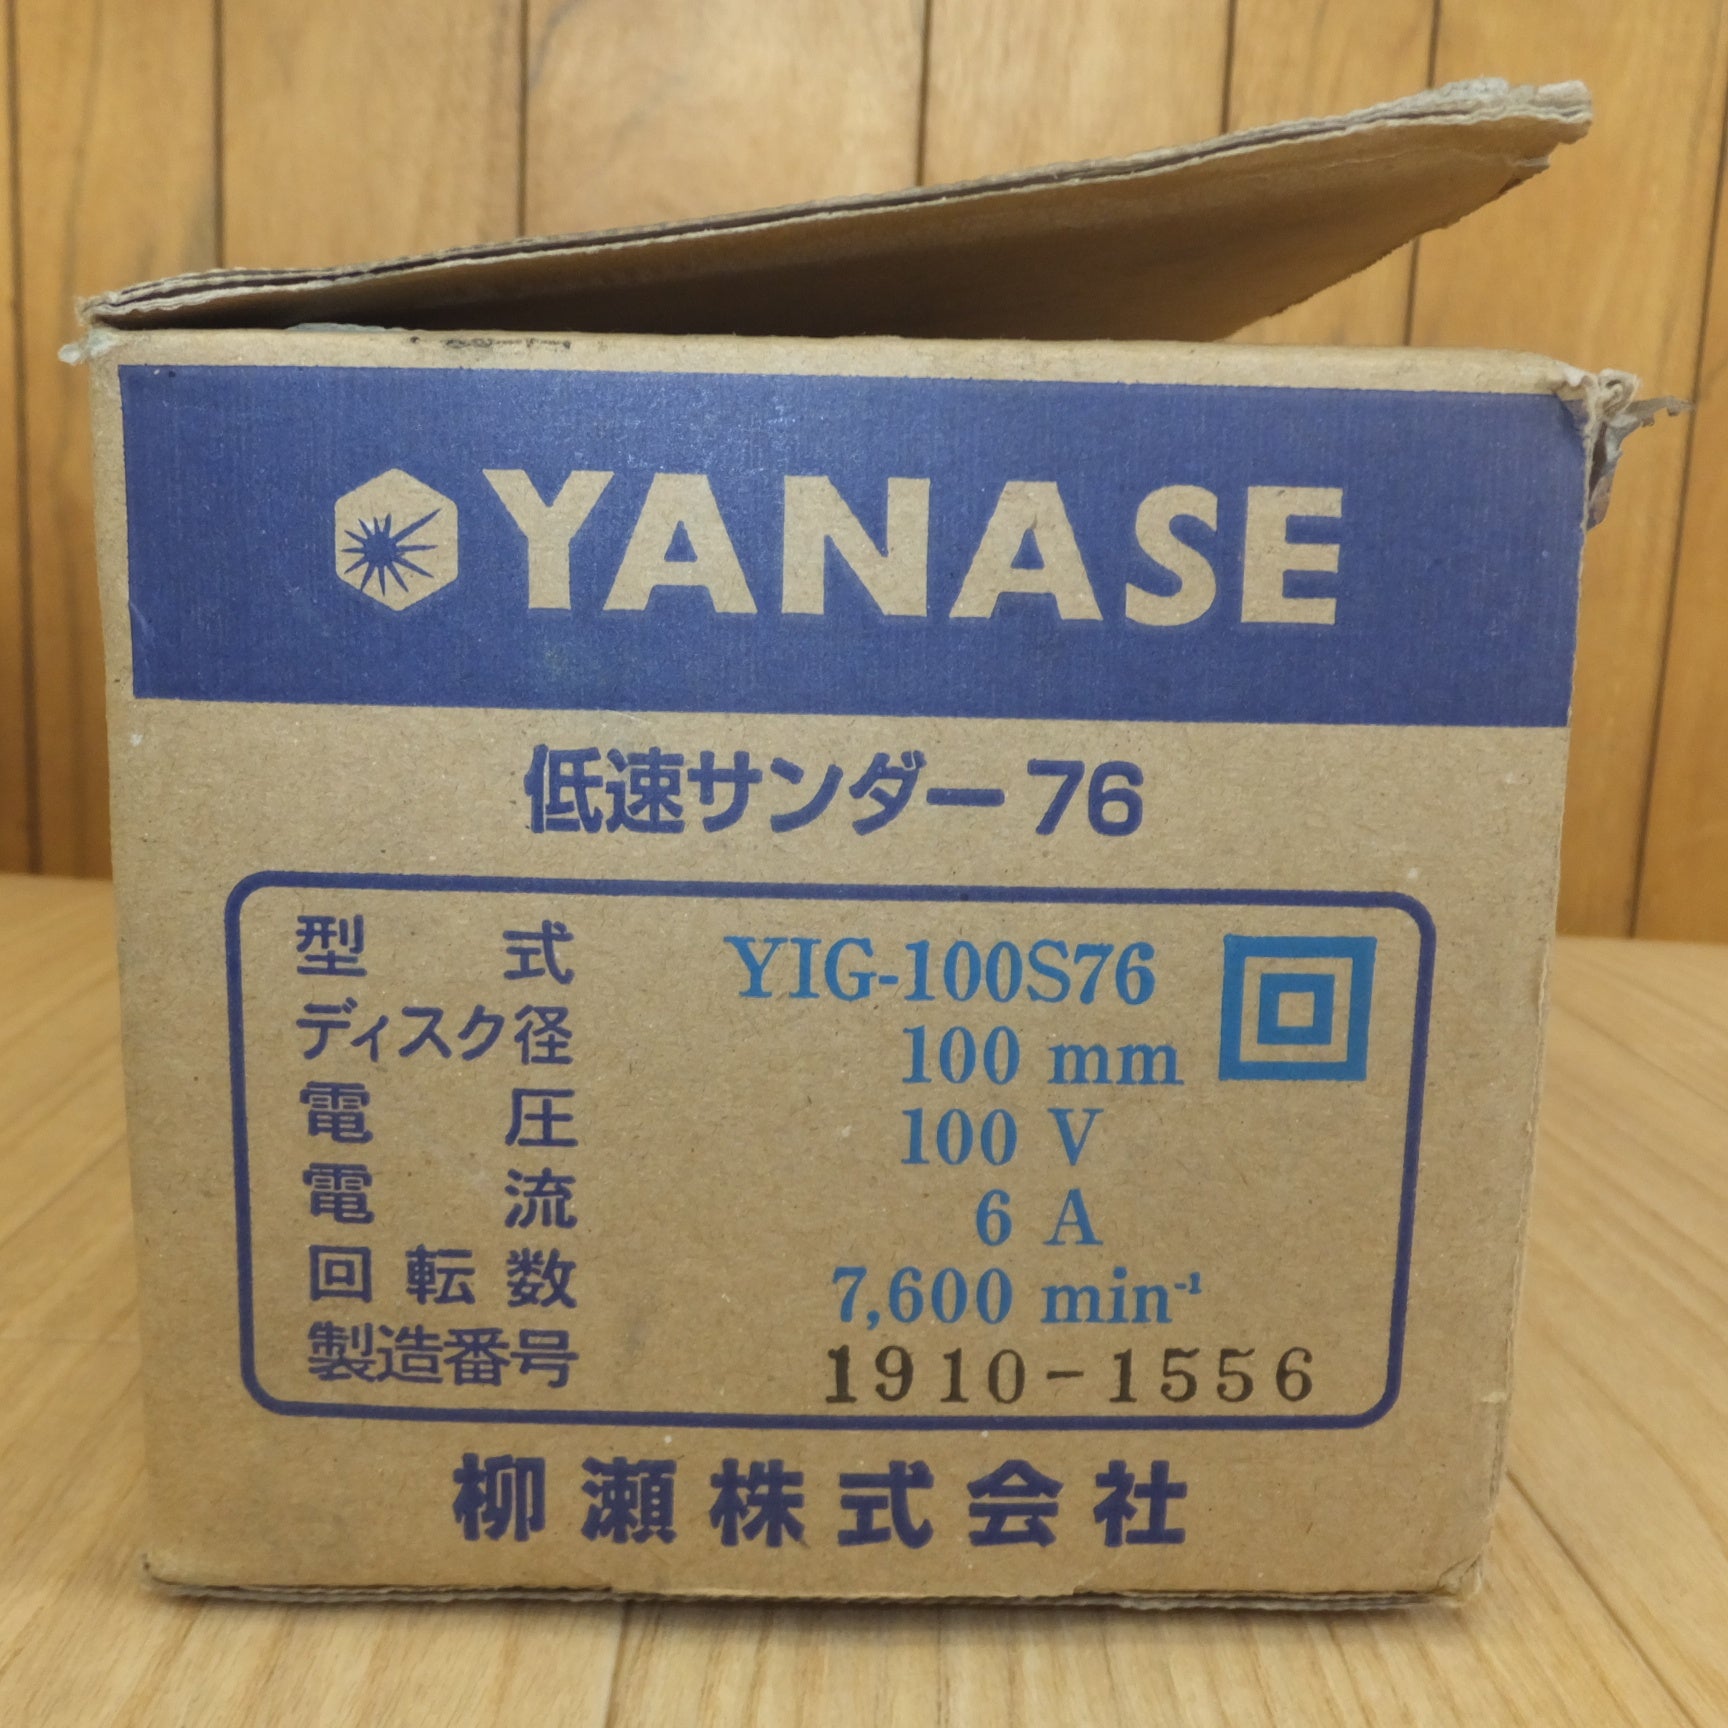 YANASE
低速サンダー76
型式 YIG-100S76
ディスク径 100 mm
電圧 100 V
電流 6 A
回転数 7,600 min⁻¹
製造番号 1910-1556
柳瀬株式会社